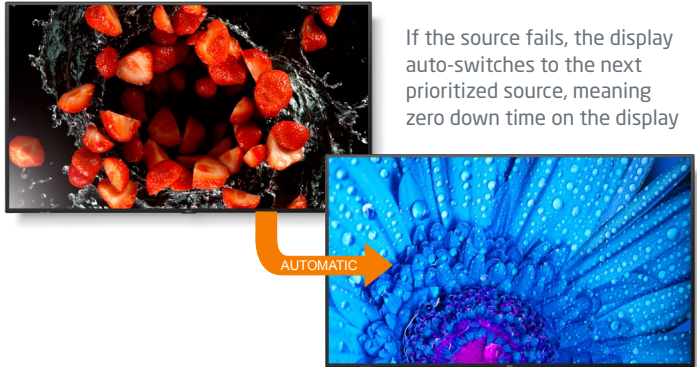 If the source fails, the display
auto-switches to the next
prioritized source, meaning
zero down time on the display
AUTOMATIC